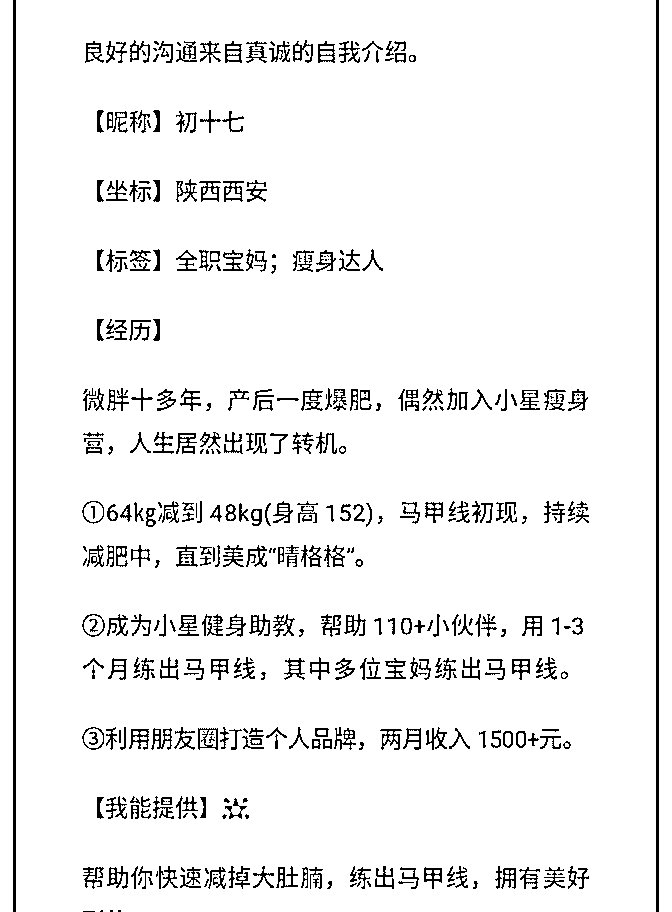 良好的沟通来自真诚的自我介绍。
【昵称】初十七
【坐标】陕西西安
【标签】全职宝妈；瘦身达人
【经历】
微胖十多年，产后一度爆肥，偶然加入小星瘦身
营，人生居然出现了转机。
①64kg减到 48kg(身高 152)，马甲线初现，持续
减肥中，直到美成“晴格格”。
②成为小星健身助教，帮助 110+小伙伴，用 1-3
个月练出马甲线，其中多位宝妈练出马甲线。
③利用朋友圈打造个人品牌，两月收入 1500+元。
【我能提供】
帮助你快速减掉大肚腩，练出马甲线，拥有美好